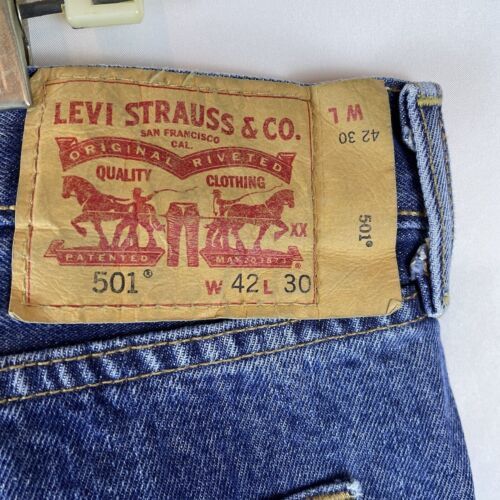 LEVI STRAUSS & CO.
SAN FRANCISCO
CAL.
ORIGINAL RIVETED
QUALITY CLOTHING
XX
PATENTED MAY 20 1873
501® W 42 L 30
W L
42 30
501®